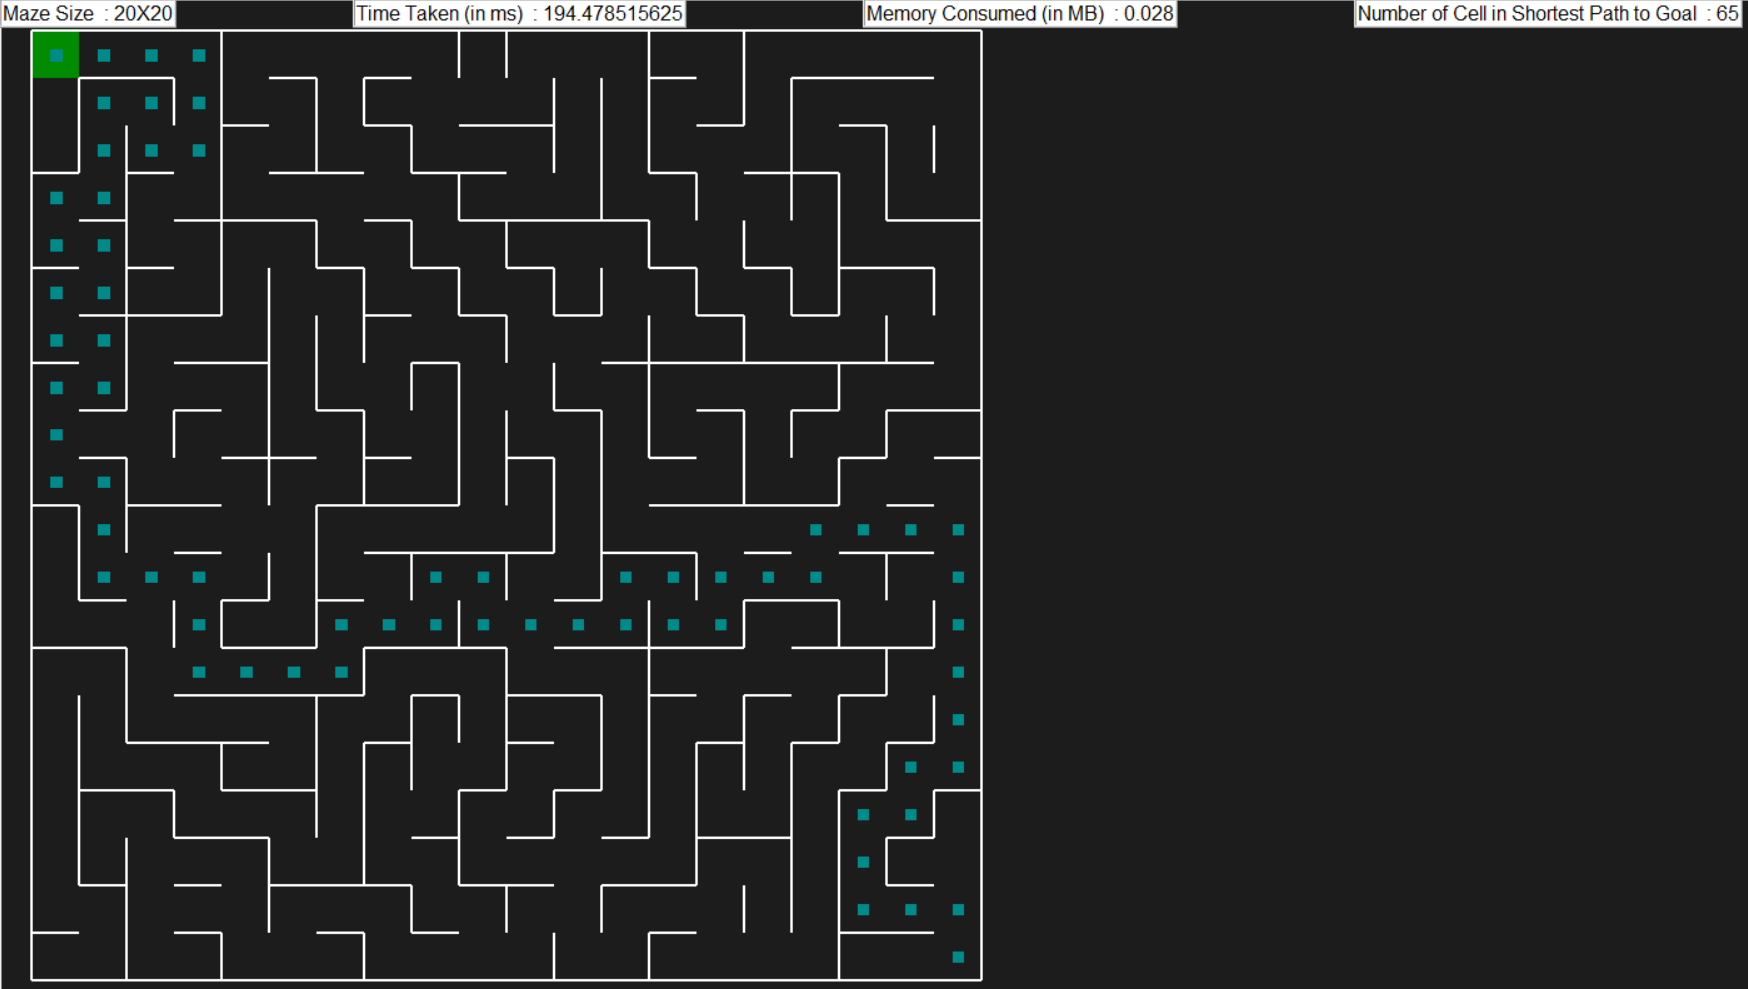 Maze Size : 20X20
Time Taken (in ms) : 194.478515625
Memory Consumed (in MB) : 0.028
Number of Cell in Shortest Path to Goal : 65